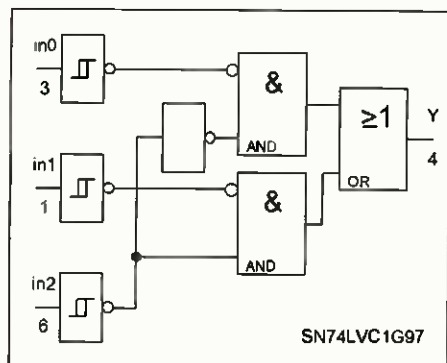 in0
3
&
AND
≥1
Y
4
OR
in1
1
&
AND
in2
6
SN74LVC1G97